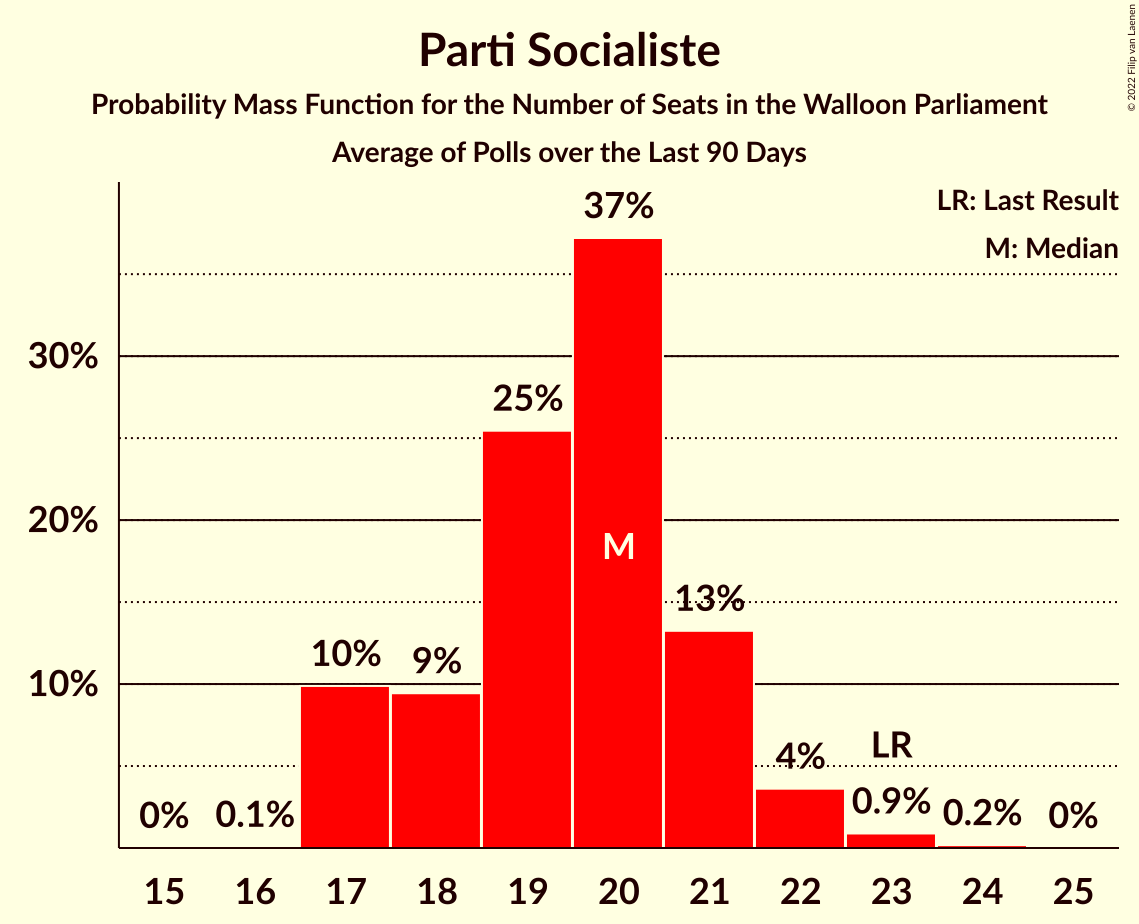 Parti Socialiste
Probability Mass Function for the Number of Seats in the Walloon Parliament
Average of Polls over the Last 90 Days
© 2022 Filip van Laenen
LR: Last Result
M: Median
37%
30%
25%
20%
M
13%
10%
9%
10%
4%
LR
0%
0.1%
0.9%
0.2%
0%
15 16 17 18 19 20 21 22 23 24 25